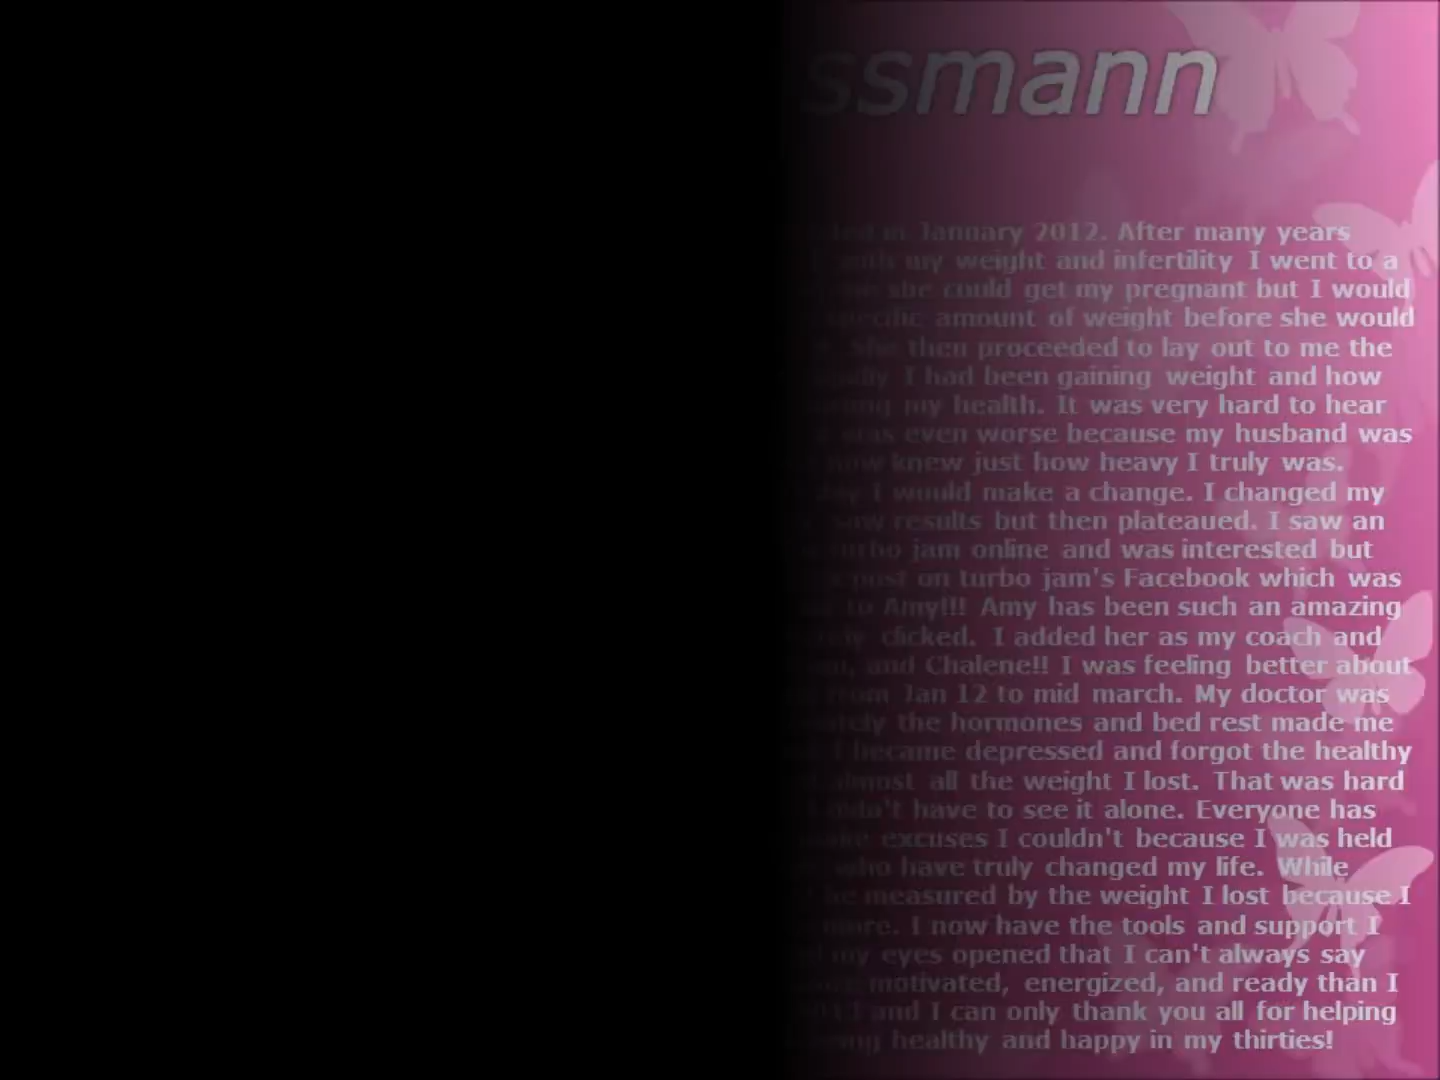 ssmann
in January 2012. After many years
with my weight and infertility I went to a
she could get my pregnant but I would
specific amount of weight before she would
She then proceeded to lay out to me the
I had been gaining weight and how
my health. It was very hard to hear
was even worse because my husband was
now knew just how heavy I truly was.
day I would make a change. I changed my
saw results but then plateaued. I saw an
turbo jam online and was interested but
post on turbo jam's Facebook which was
to Amy!!! Amy has been such an amazing
clicked. I added her as my coach and
and Chalene!! I was feeling better about
from Jan 12 to mid march. My doctor was
the hormones and bed rest made me
I became depressed and forgot the healthy
almost all the weight I lost. That was hard
didn't have to see it alone. Everyone has
make excuses I couldn't because I was held
who have truly changed my life. While
be measured by the weight I lost because I
more. I now have the tools and support I
my eyes opened that I can't always say
motivated, energized, and ready than I
and I can only thank you all for helping
healthy and happy in my thirties!